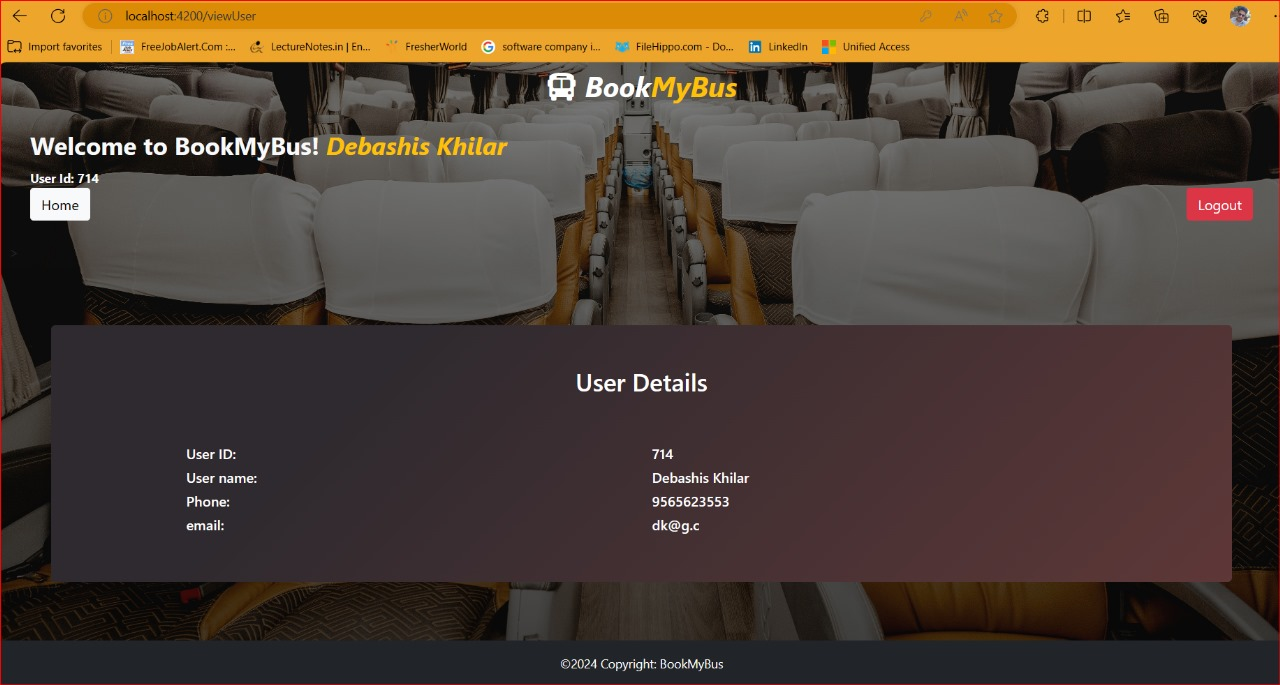 localhost:4200/viewUser
Import favorites FreeJobAlert.Com :... LectureNotes.in | En... FresherWorld software company i... FileHippo.com - Do... LinkedIn Unified Access
BookMyBus
Welcome to BookMyBus! Debashis Khilar
User Id: 714
Home Logout
User Details
User ID: 714
User name: Debashis Khilar
Phone: 9565623553
email: dk@g.c
©2024 Copyright: BookMyBus